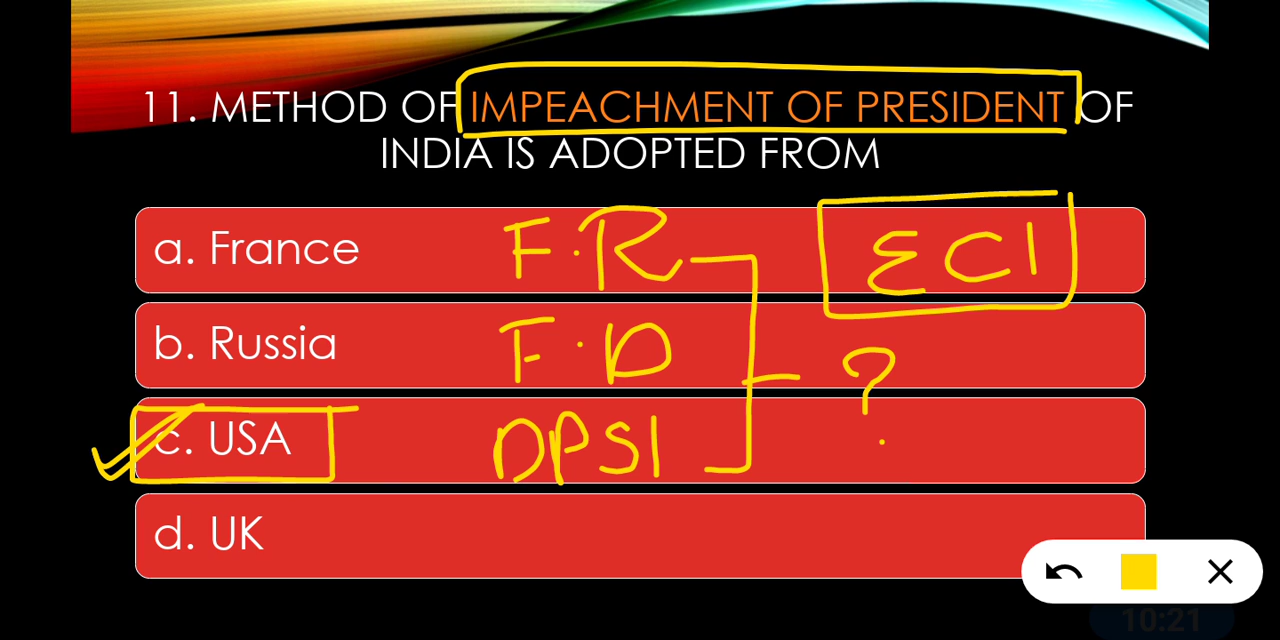 11. METHOD OF IMPEACHMENT OF PRESIDENT OF
INDIA IS ADOPTED FROM
a. France F.R ECI
b. Russia F.D ?
c. USA DPSI
d. UK
10:21